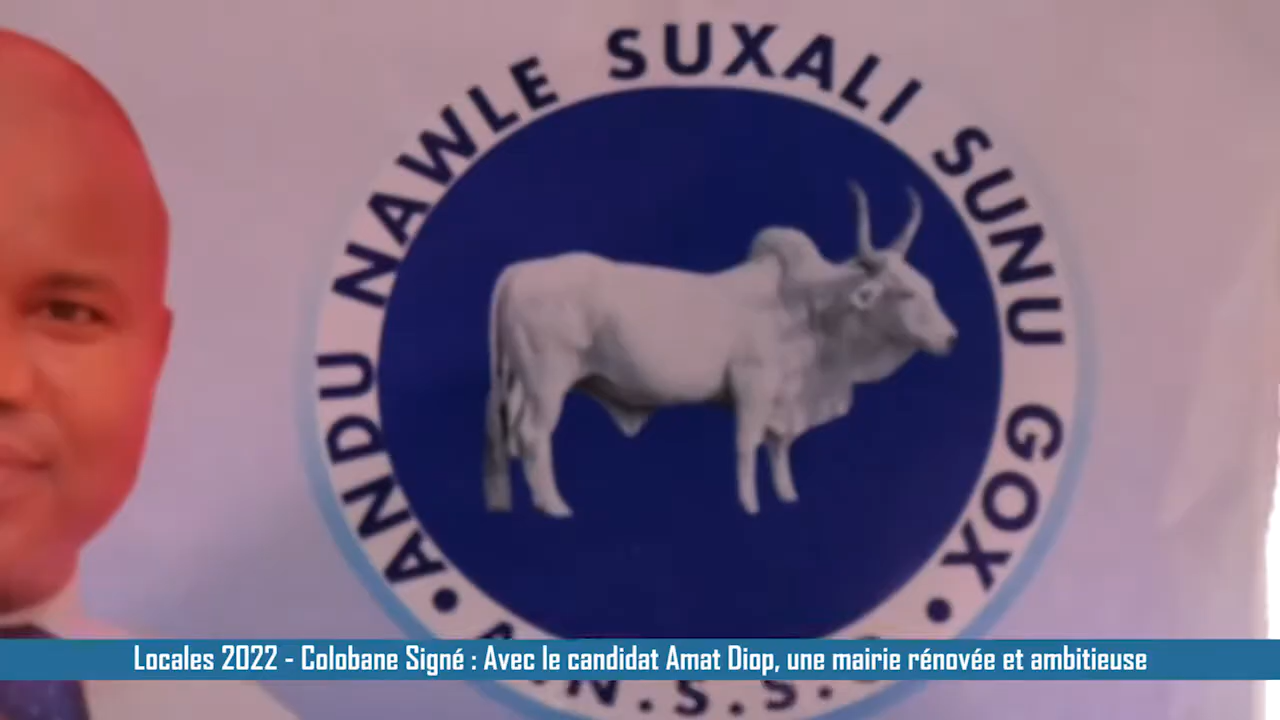 ANDU NAWLE SUXALI SUNU GOX
Locales 2022 - Colobane Signé : Avec le candidat Amat Diop, une mairie rénovée et ambitieuse